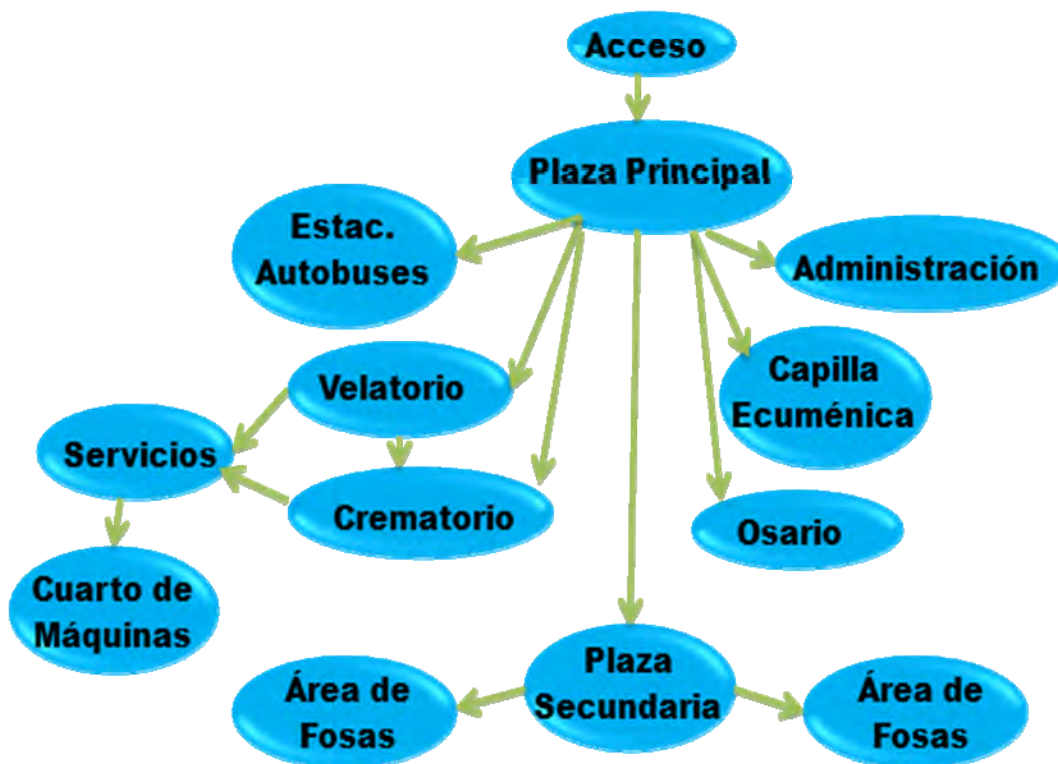 Acceso
Plaza Principal
Estac.
Autobuses
Administración
Velatorio
Capilla
Ecuménica
Servicios
Crematorio
Osario
Cuarto de
Máquinas
Plaza
Secundaria
Área de
Fosas
Área de
Fosas